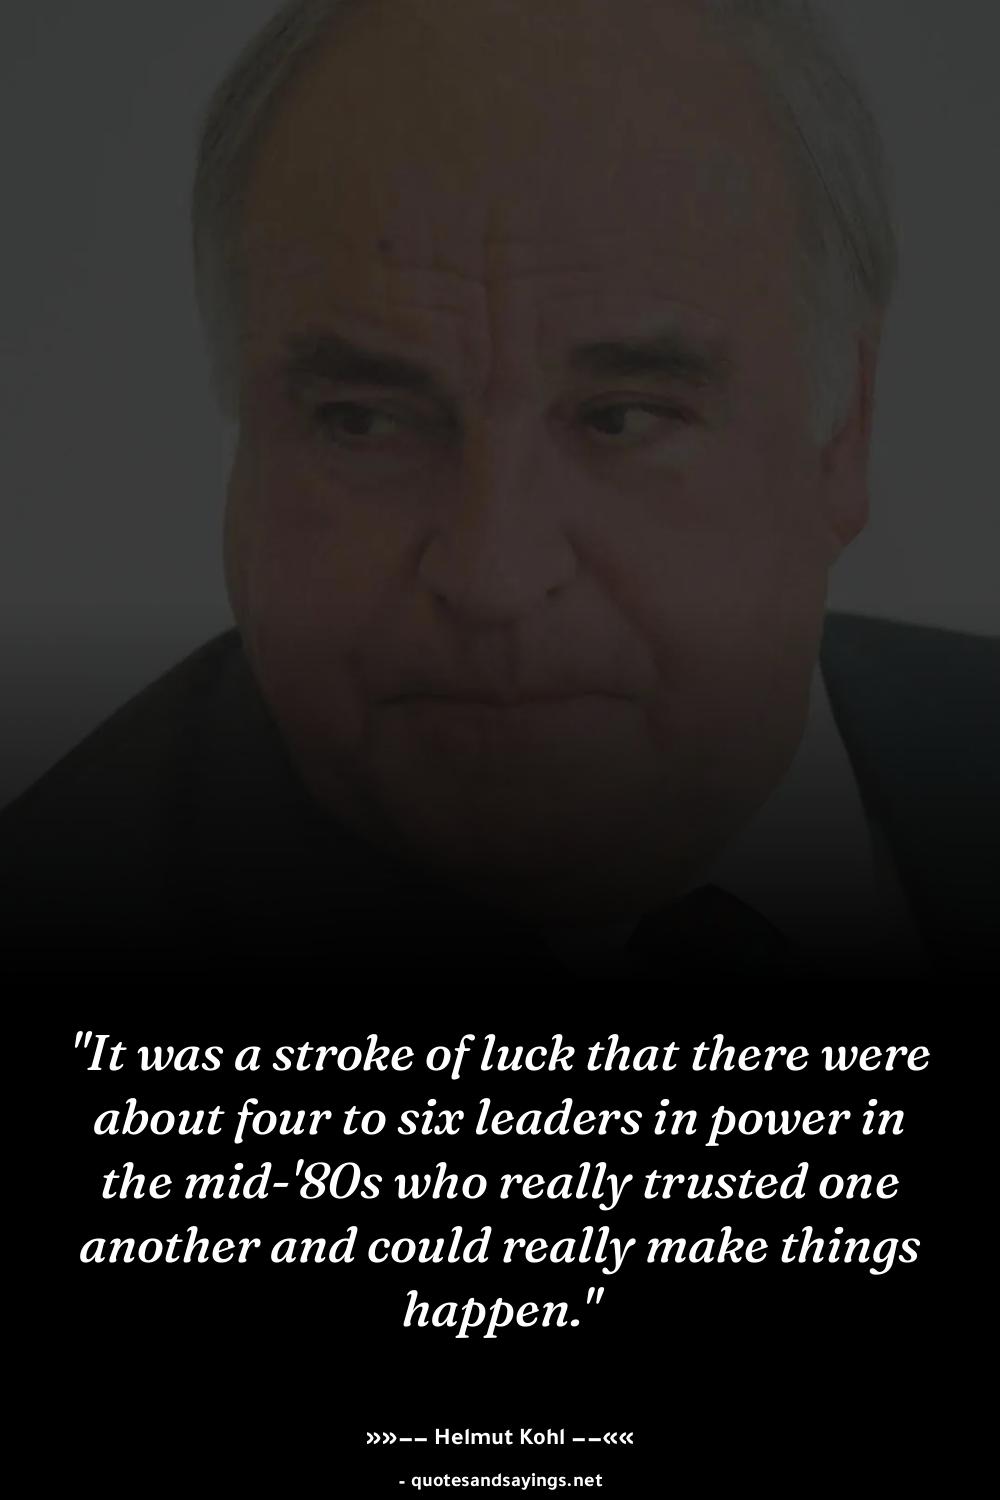 "It was a stroke of luck that there were
about four to six leaders in power in
the mid-'80s who really trusted one
another and could really make things
happen."
»»–– Helmut Kohl ––««
- quotesandsayings.net